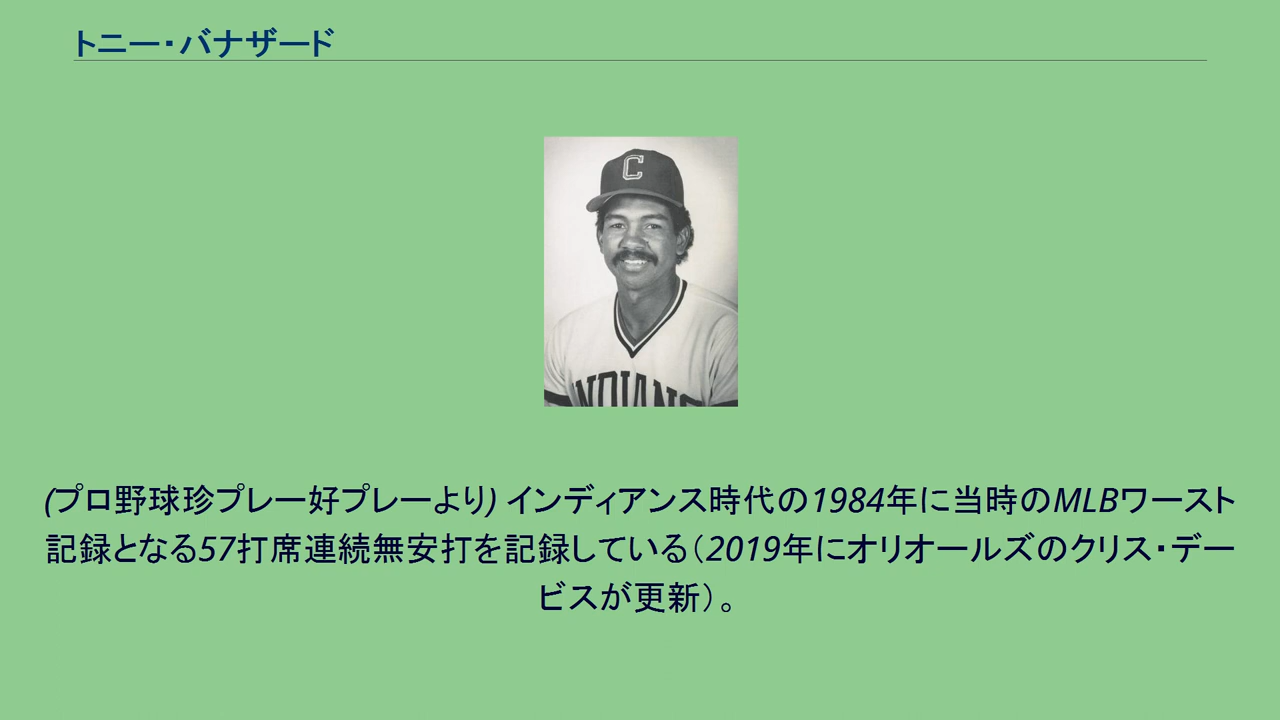 トニー・バナザード
C
INDIANS
(プロ野球珍プレー好プレーより) インディアンス時代の1984年に当時のMLBワースト
記録となる57打席連続無安打を記録している（2019年にオリオールズのクリス・デー
ビスが更新）。